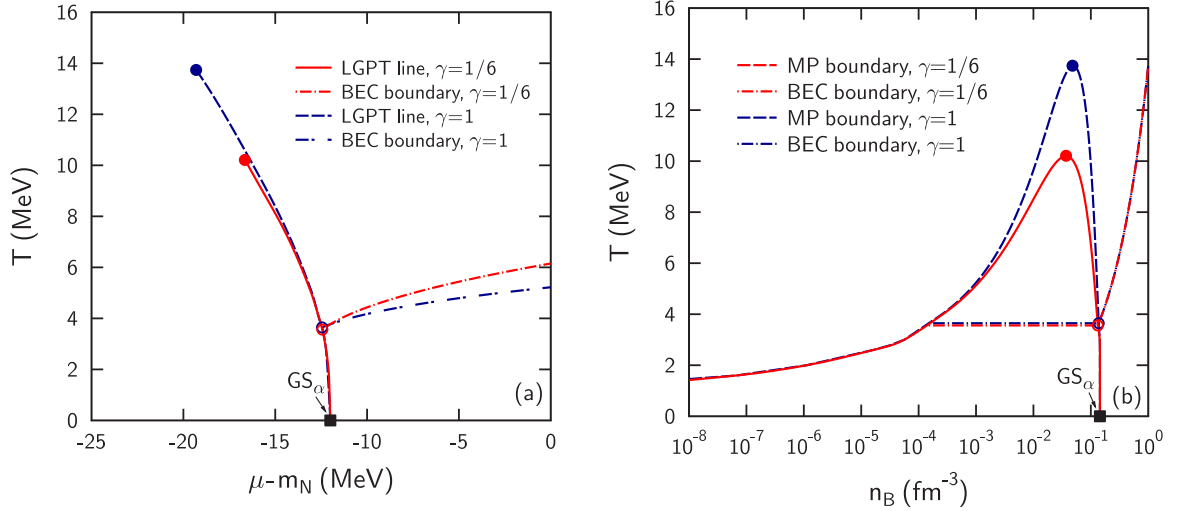 16
14
12
10
8
6
4
2
0
T (MeV)
LGPT line, γ=1/6
BEC boundary, γ=1/6
LGPT line, γ=1
BEC boundary, γ=1
GSα
(a)
-25 -20 -15 -10 -5 0
μ-mN (MeV)
16
14
12
10
8
6
4
2
0
T (MeV)
MP boundary, γ=1/6
BEC boundary, γ=1/6
MP boundary, γ=1
BEC boundary, γ=1
GSα
(b)
10⁻⁸ 10⁻⁷ 10⁻⁶ 10⁻⁵ 10⁻⁴ 10⁻³ 10⁻² 10⁻¹ 10⁰
nB (fm⁻³)